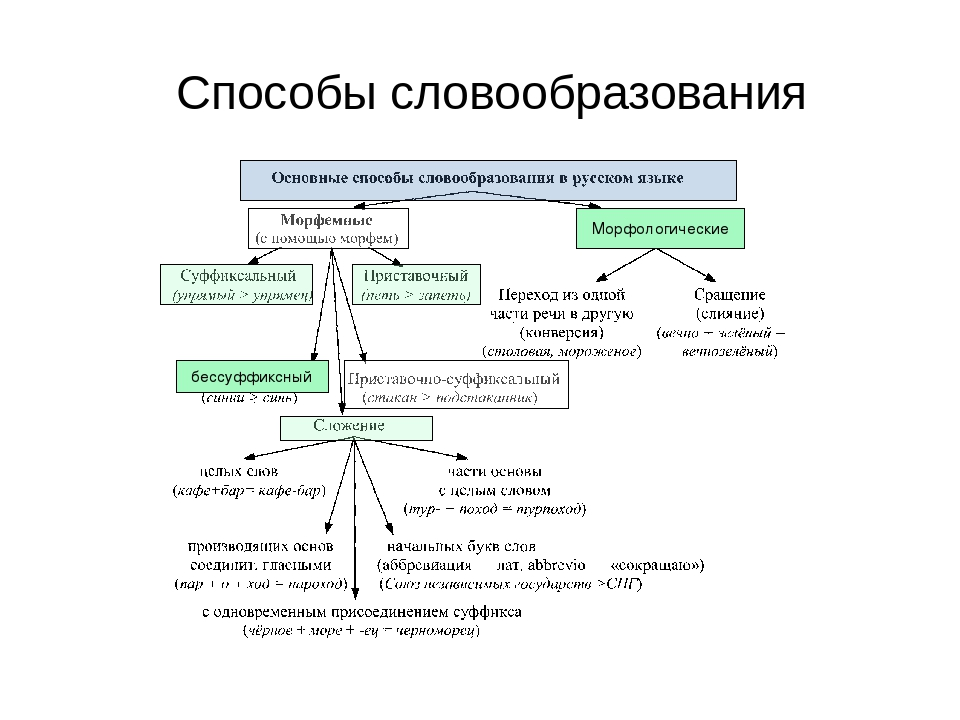 Способы словообразования
Основные способы словообразования в русском языке
Морфемные
(с помощью морфем)
Морфологические
Суффиксальный
(упрямый > упрямец)
Приставочный
(петь > запеть)
Переход из одной
части речи в другую
(конверсия)
(столовая, мороженое)
Сращение
(слияние)
(вечно + зелёный =
вечнозелёный)
бессуффиксный
(синий > синь)
Приставочно-суффиксальный
(стакан > подстаканник)
Сложение
целых слов
(кафе+бар= кафе-бар)
части основы
с целым словом
(тур- + поход = турпоход)
производящих основ
соединит. гласными
(пар + о + ход = пароход)
начальных букв слов
(аббревиация лат. abbrevio «сокращаю»)
(Союз независимых государств >СНГ)
с одновременным присоединением суффикса
(чёрное + море + -ец = черноморец)